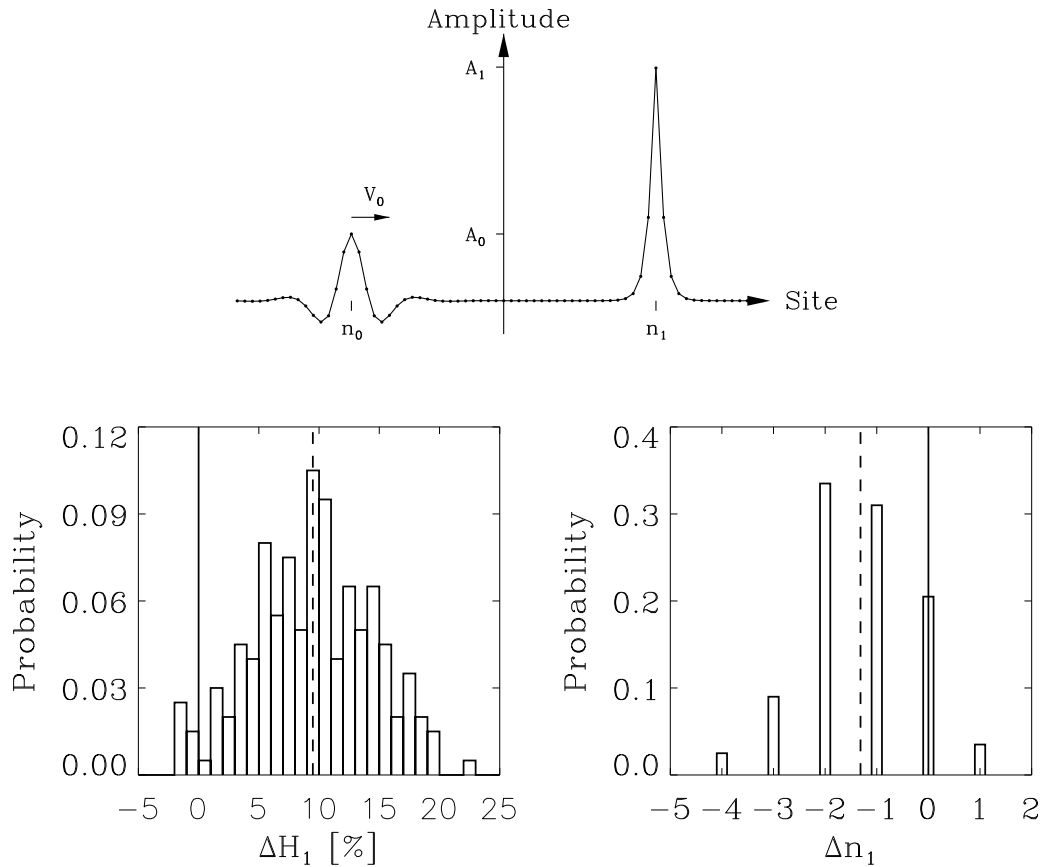 Amplitude
A₁
V₀
A₀
Site
n₀
n₁
0.12
0.09
0.06
0.03
0.00
Probability
−5 0 5 10 15 20 25
ΔH₁ [%]
0.4
0.3
0.2
0.1
0.0
Probability
−5 −4 −3 −2 −1 0 1 2
Δn₁